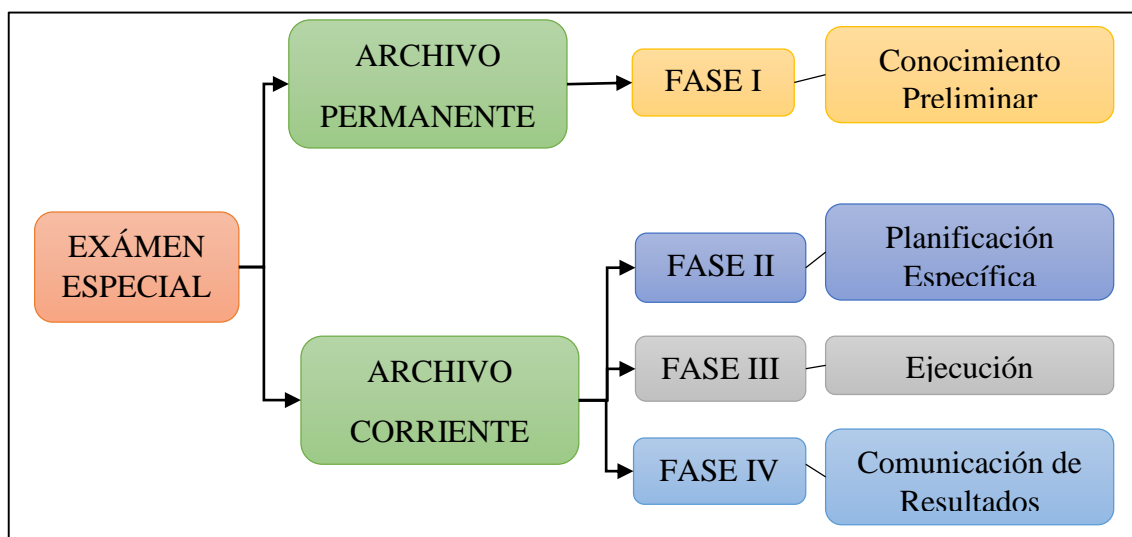 EXÁMEN
ESPECIAL
ARCHIVO
PERMANENTE
FASE I
Conocimiento
Preliminar
ARCHIVO
CORRIENTE
FASE II
Planificación
Específica
FASE III
Ejecución
FASE IV
Comunicación de
Resultados